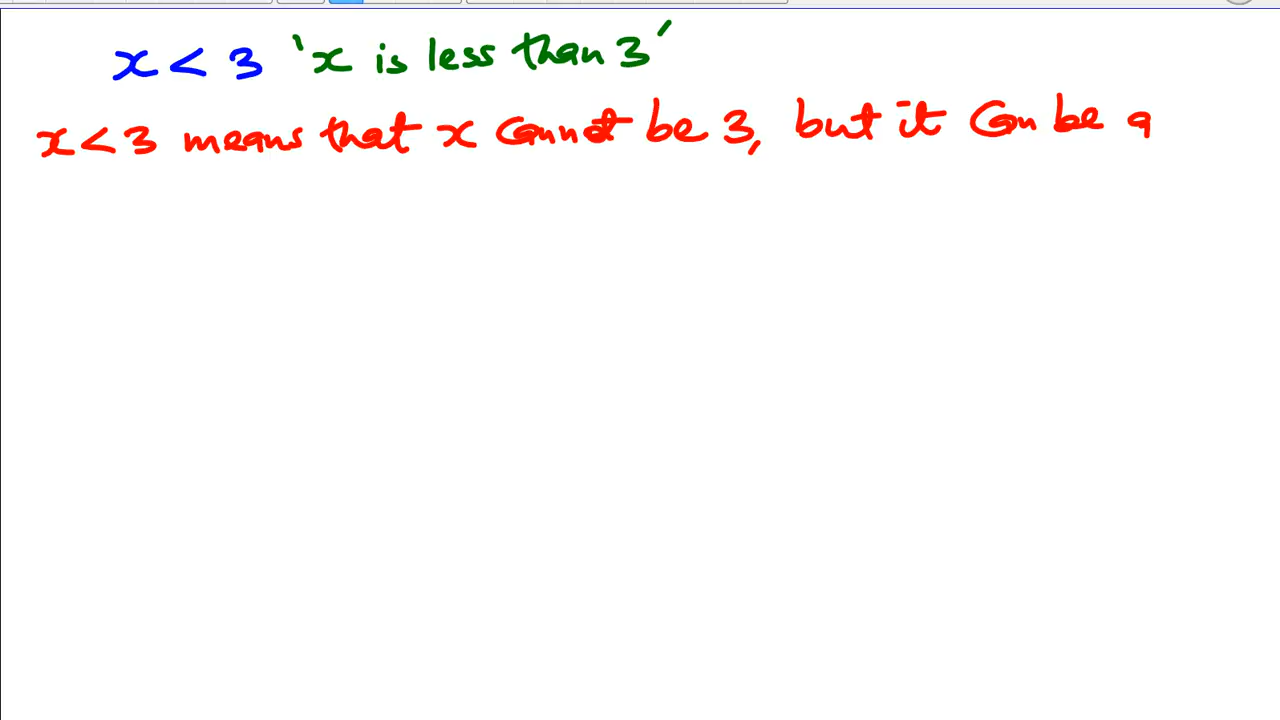 x < 3 'x is less than 3'
x < 3 means that x cannot be 3, but it can be a